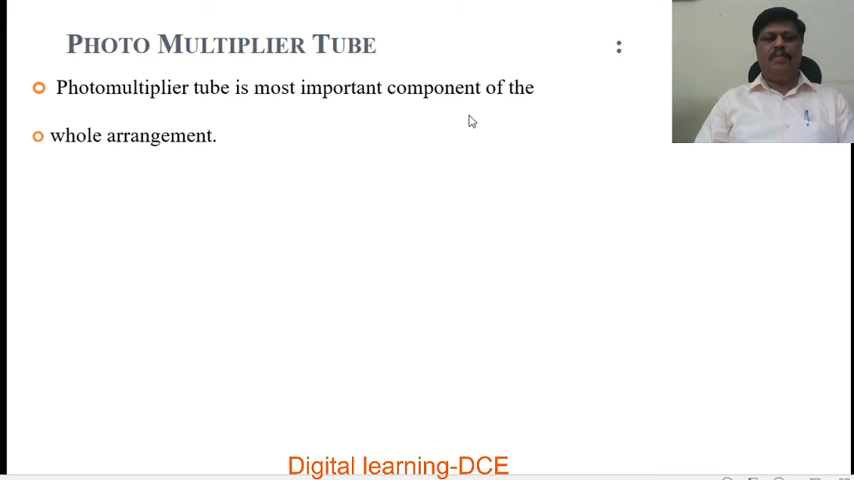 PHOTO MULTIPLIER TUBE :
Photomultiplier tube is most important component of the
whole arrangement.
Digital learning-DCE